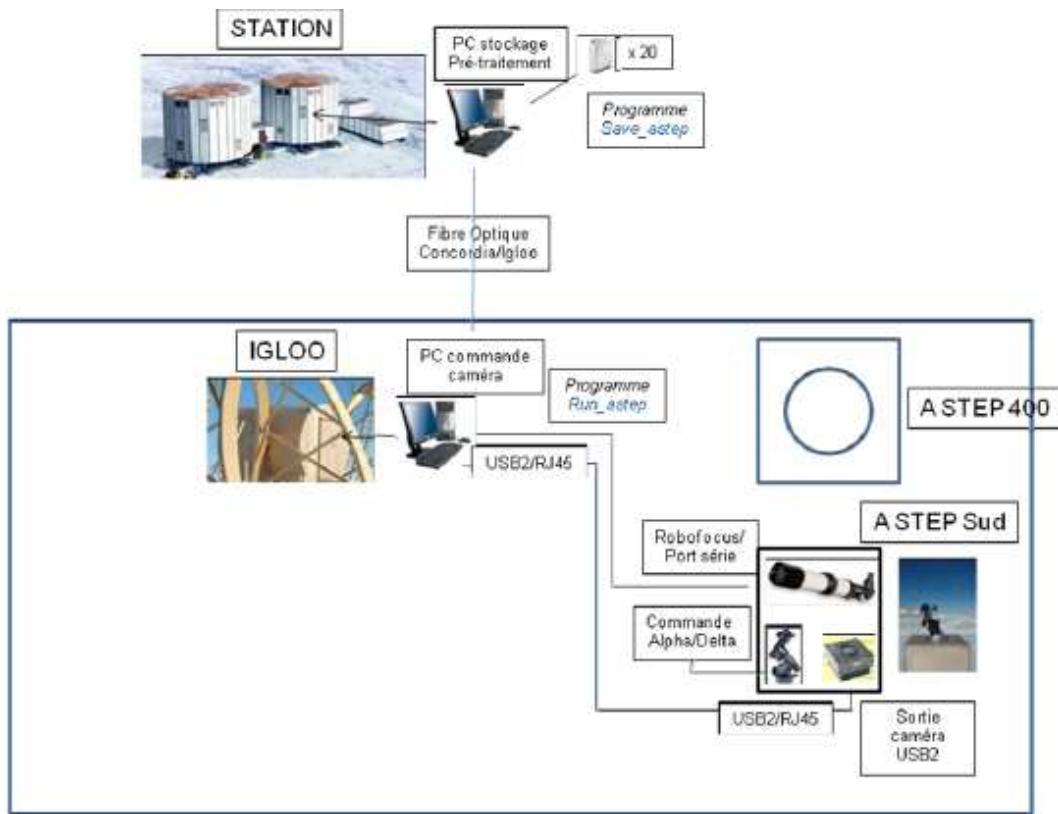 STATION
PC stockage
Pré-traitement
x 20
Programme
Save_astep
Fibre Optique
Concordia/Igloo
IGLOO
PC commande
caméra
Programme
Run_astep
USB2/RJ45
A STEP 400
A STEP Sud
Robofocus/
Port série
Commande
Alpha/Delta
USB2/RJ45
Sortie
caméra
USB2